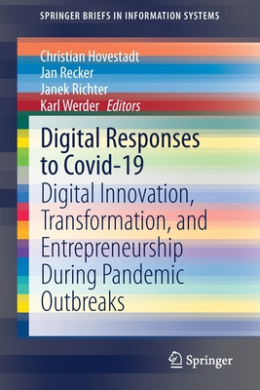 SPRINGER BRIEFS IN INFORMATION SYSTEMS
Christian Hovestadt
Jan Recker
Janek Richter
Karl Werder Editors
Digital Responses
to Covid-19
Digital Innovation,
Transformation, and
Entrepreneurship
During Pandemic
Outbreaks
Springer